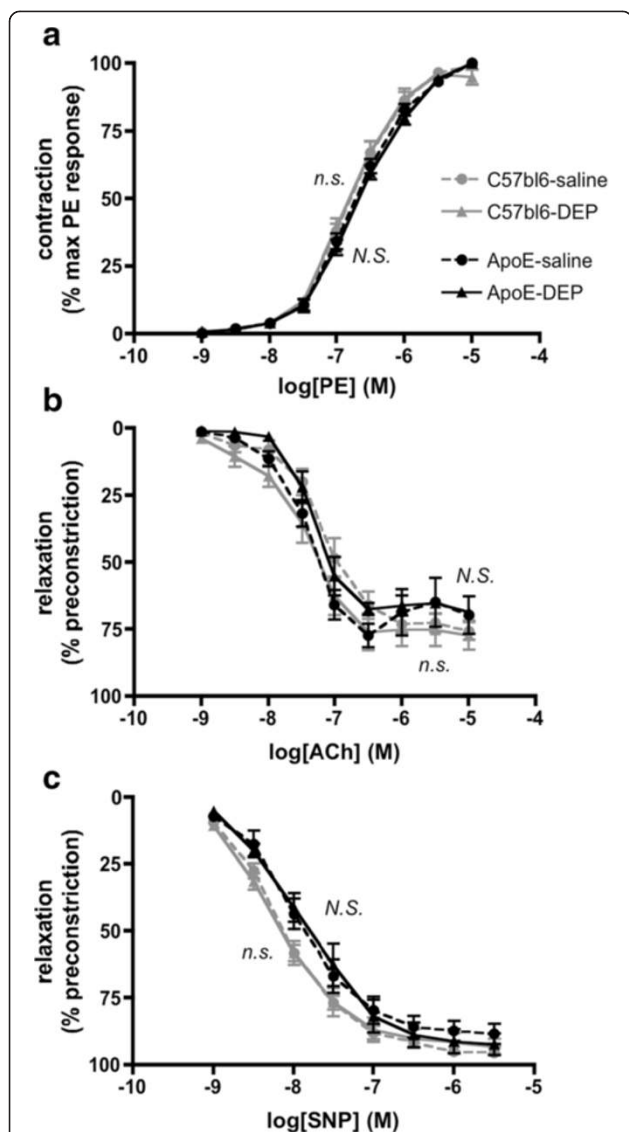 a
contraction
(% max PE response)
100
75
50
25
0
n.s.
N.S.
C57bl6-saline
C57bl6-DEP
ApoE-saline
ApoE-DEP
-10 -9 -8 -7 -6 -5 -4
log[PE] (M)
b
relaxation
(% preconstriction)
0
25
50
75
100
N.S.
n.s.
-10 -9 -8 -7 -6 -5 -4
log[ACh] (M)
c
relaxation
(% preconstriction)
0
25
50
75
100
N.S.
n.s.
-10 -9 -8 -7 -6 -5
log[SNP] (M)